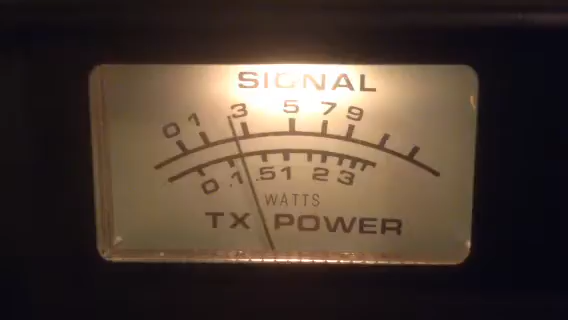 SIGNAL
0 1 3 5 7 9
0 .1 .5 1 2 3
WATTS
TX POWER